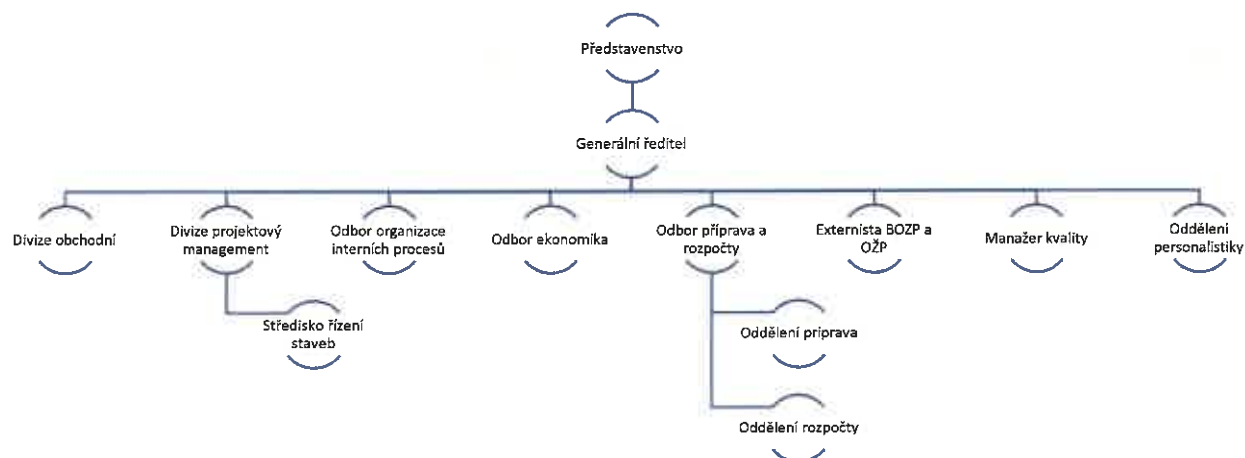 Představenstvo
Generální ředitel
Divize obchodní
Divize projektový
management
Odbor organizace
interních procesů
Odbor ekonomika
Odbor příprava a
rozpočty
Externista BOZP a
OŽP
Manažer kvality
Oddělení
personalistiky
Středisko řízení
staveb
Oddělení příprava
Oddělení rozpočty